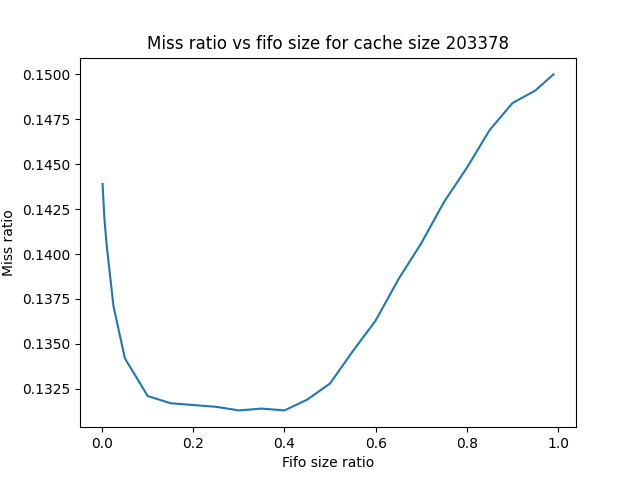 Miss ratio vs fifo size for cache size 203378
0.1500
0.1475
0.1450
0.1425
0.1400
0.1375
0.1350
0.1325
Miss ratio
0.0 0.2 0.4 0.6 0.8 1.0
Fifo size ratio